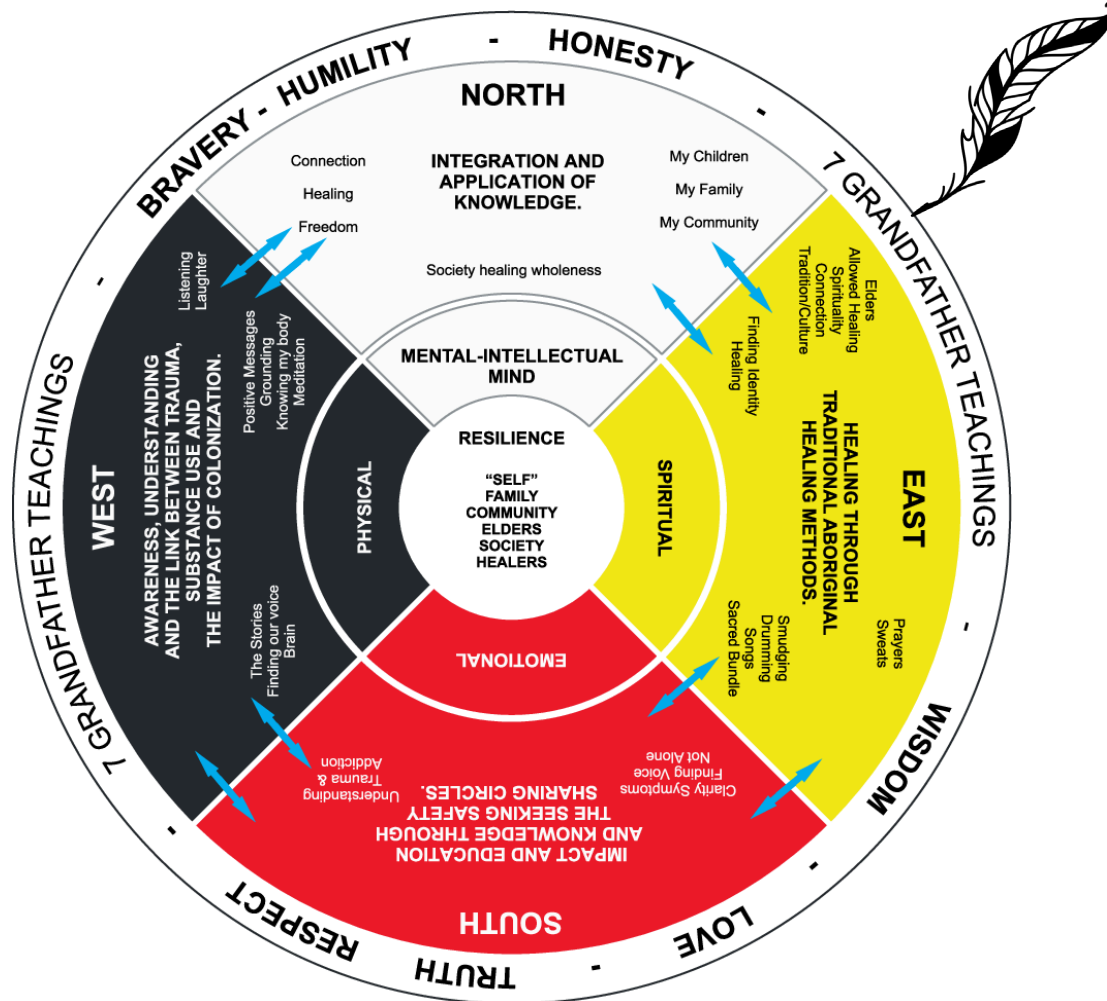 BRAVERY - HUMILITY - HONESTY -
7 GRANDFATHER TEACHINGS -
WISDOM
- LOVE - TRUTH RESPECT -
7 GRANDFATHER TEACHINGS -
NORTH
INTEGRATION AND
APPLICATION OF
KNOWLEDGE.
Connection
Healing
Freedom
My Children
My Family
My Community
Society healing wholeness
MENTAL-INTELLECTUAL
MIND
EAST
HEALING THROUGH
TRADITIONAL ABORIGINAL
HEALING METHODS.
Elders
Allowed Healing
Spirituality
Connection
Tradition/Culture
Finding Identity
Healing
Prayers
Sweats
Smudging
Drumming
Songs
Sacred Bundle
SPIRITUAL
SOUTH
IMPACT AND EDUCATION
AND KNOWLEDGE THROUGH
THE SEEKING SAFETY
SHARING CIRCLES.
Clarity Symptoms
Finding Voice
Not Alone
Understanding
Trauma &
Addiction
EMOTIONAL
WEST
AWARENESS, UNDERSTANDING
AND THE LINK BETWEEN TRAUMA,
SUBSTANCE USE AND
THE IMPACT OF COLONIZATION.
Listening
Laughter
Positive Messages
Grounding
Knowing my body
Meditation
The Stories
Finding our voice
Brain
PHYSICAL
RESILIENCE
“SELF”
FAMILY
COMMUNITY
ELDERS
SOCIETY
HEALERS